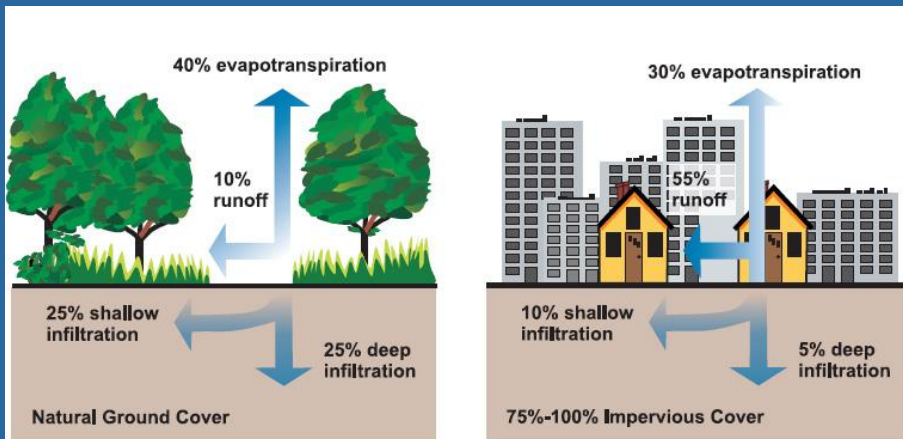 40% evapotranspiration
10%
runoff
25% shallow
infiltration
25% deep
infiltration
Natural Ground Cover
30% evapotranspiration
55%
runoff
10% shallow
infiltration
5% deep
infiltration
75%-100% Impervious Cover